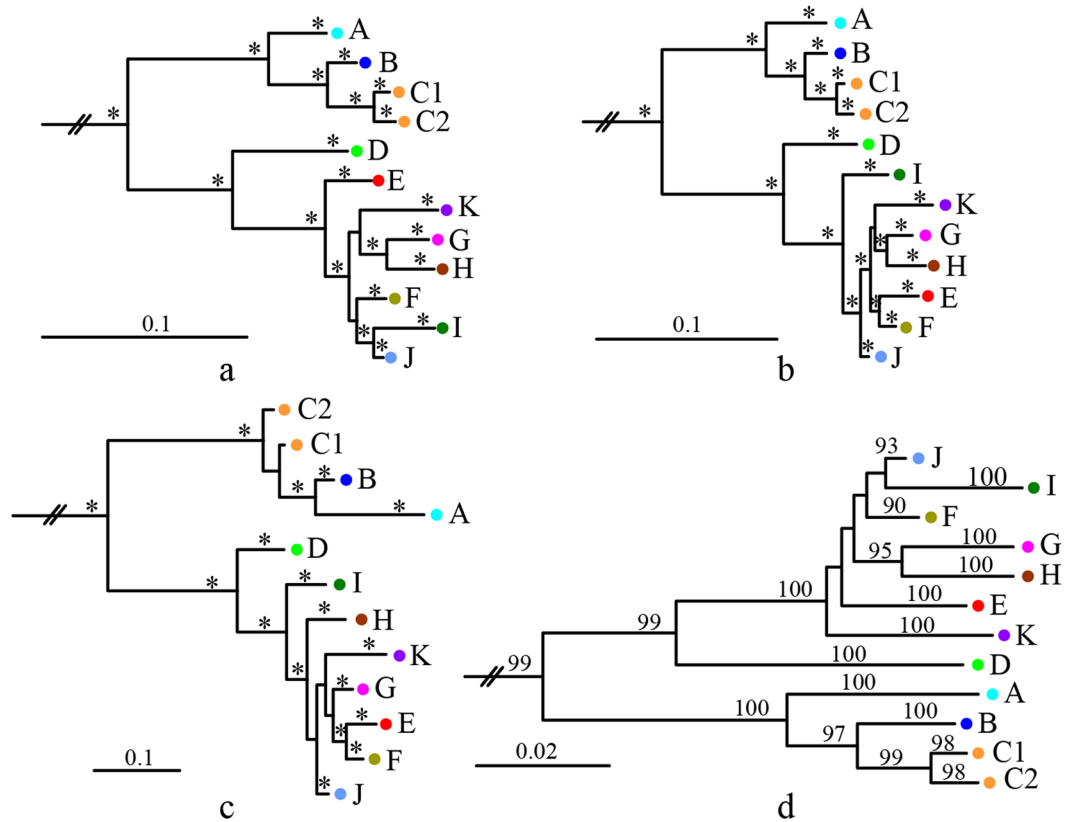 * A
* * B
* * C1
* * * C2
* * D
* E
* K
* * G
* * H
* * F
* * I
* J
0.1
a
* A
* * B
* * C1
* * * C2
* * D
* * I
* K
* * * G
* * H
* * * E
* F
* J
0.1
b
* C2
C1
* * B
* * A
* D
* * I
* * H
* * K
* G
* * E
* F
* J
0.1
c
93 J
100 I
90 F
100 G
95 100 H
100 100 E
99 100 K
99 100 D
100 A
100 100 B
97 98 C1
99 98 C2
0.02
d